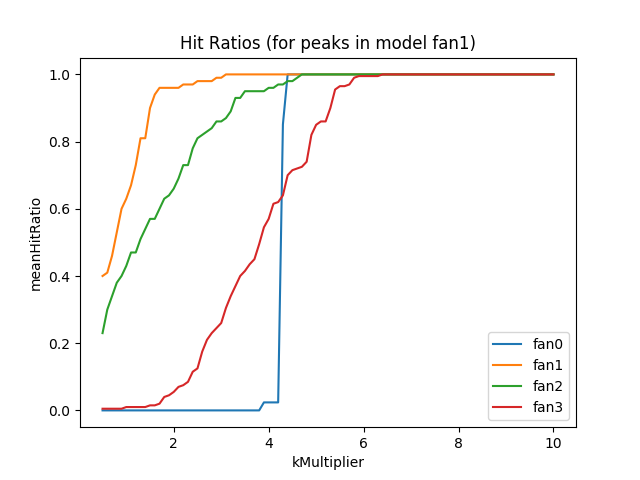 Hit Ratios (for peaks in model fan1)
meanHitRatio
1.0
0.8
0.6
0.4
0.2
0.0
2
4
6
8
10
kMultiplier
fan0
fan1
fan2
fan3